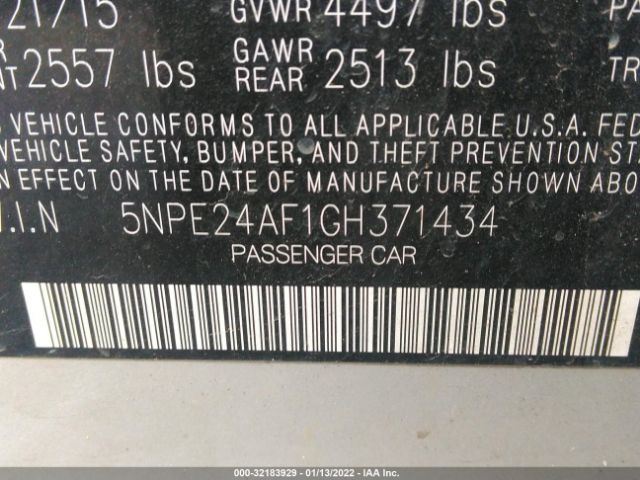 21/15 GVWR 4497 lbs PA
2557 lbs GAWR REAR 2513 lbs TR
VEHICLE CONFORMS TO ALL APPLICABLE U.S.A. FED
VEHICLE SAFETY, BUMPER, AND THEFT PREVENTION ST
N EFFECT ON THE DATE OF MANUFACTURE SHOWN ABO
.I.N 5NPE24AF1GH371434
PASSENGER CAR
000-32183929 - 01/13/2022 - IAA Inc.